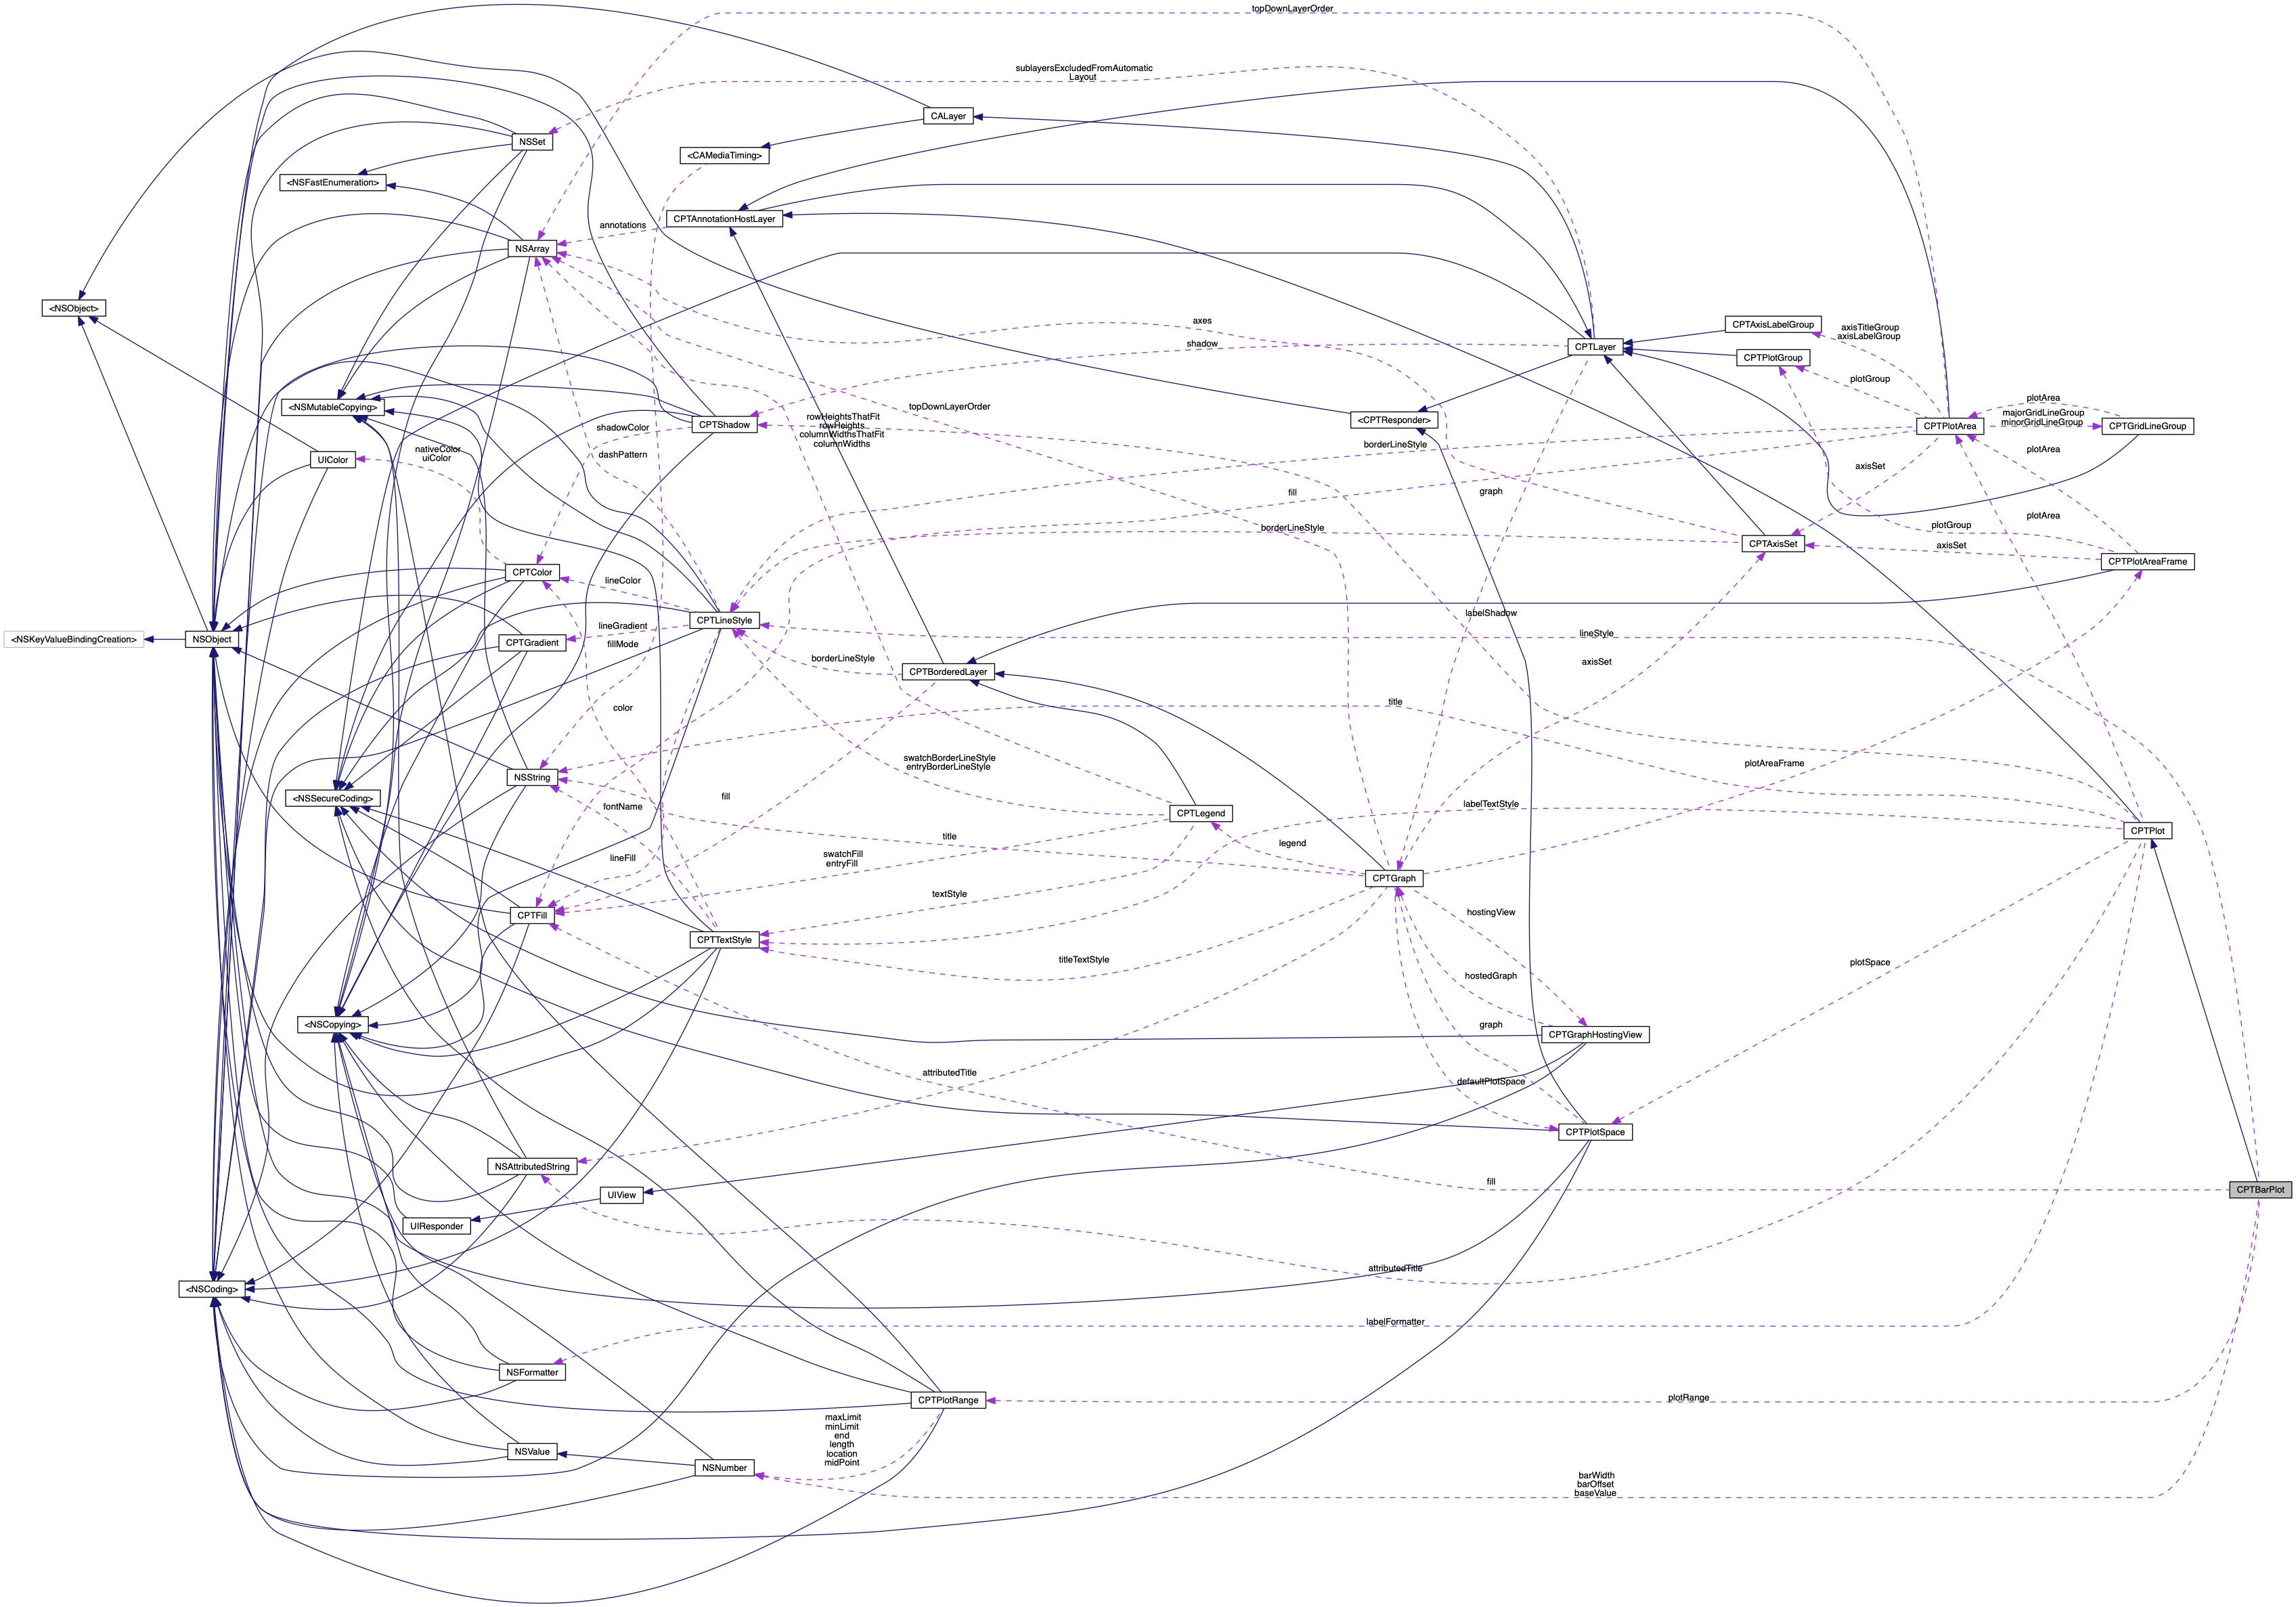 topDownLayerOrder
sublayersExcludedFromAutomatic
Layout
CALayer
NSSet
<CAMediaTiming>
<NSFastEnumeration>
CPTAnnotationHostLayer
annotations
NSArray
<NSObject>
axes
CPTAxisLabelGroup
axisTitleGroup
axisLabelGroup
shadow
CPTLayer
CPTPlotGroup
plotGroup
plotArea
<NSMutableCopying>
topDownLayerOrder
rowHeightsThatFit
rowHeights
columnWidthsThatFit
columnWidths
<CPTResponder>
majorGridLineGroup
minorGridLineGroup
CPTShadow
CPTPlotArea
CPTGridLineGroup
shadowColor
borderLineStyle
nativeColor
uiColor
UIColor
dashPattern
plotArea
axisSet
graph
fill
plotArea
plotGroup
borderLineStyle
CPTAxisSet
axisSet
CPTPlotAreaFrame
CPTColor
lineColor
labelShadow
CPTLineStyle
lineGradient
lineStyle
<NSKeyValueBindingCreation>
NSObject
CPTGradient
fillMode
borderLineStyle
axisSet
CPTBorderedLayer
color
title
swatchBorderLineStyle
entryBorderLineStyle
plotAreaFrame
NSString
<NSSecureCoding>
fontName
fill
labelTextStyle
CPTLegend
CPTPlot
title
legend
lineFill
swatchFill
entryFill
CPTGraph
textStyle
CPTFill
hostingView
CPTTextStyle
titleTextStyle
plotSpace
hostedGraph
<NSCopying>
graph
CPTGraphHostingView
attributedTitle
defaultPlotSpace
CPTPlotSpace
NSAttributedString
fill
CPTBarPlot
UIView
UIResponder
attributedTitle
<NSCoding>
labelFormatter
NSFormatter
plotRange
CPTPlotRange
maxLimit
minLimit
end
length
location
midPoint
NSValue
NSNumber
barWidth
barOffset
baseValue